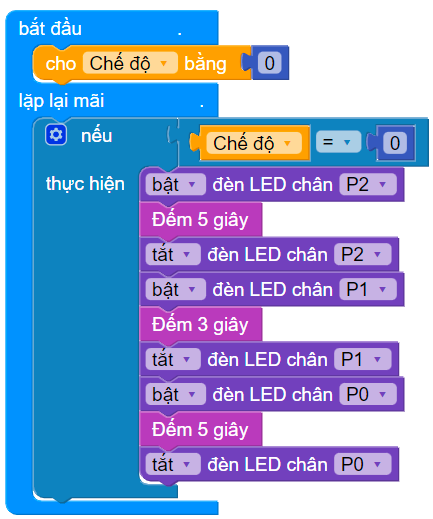 bắt đầu .
cho Chế độ bằng 0
lặp lại mãi .
nếu Chế độ = 0
thực hiện bật đèn LED chân P2
Đếm 5 giây
tắt đèn LED chân P2
bật đèn LED chân P1
Đếm 3 giây
tắt đèn LED chân P1
bật đèn LED chân P0
Đếm 5 giây
tắt đèn LED chân P0